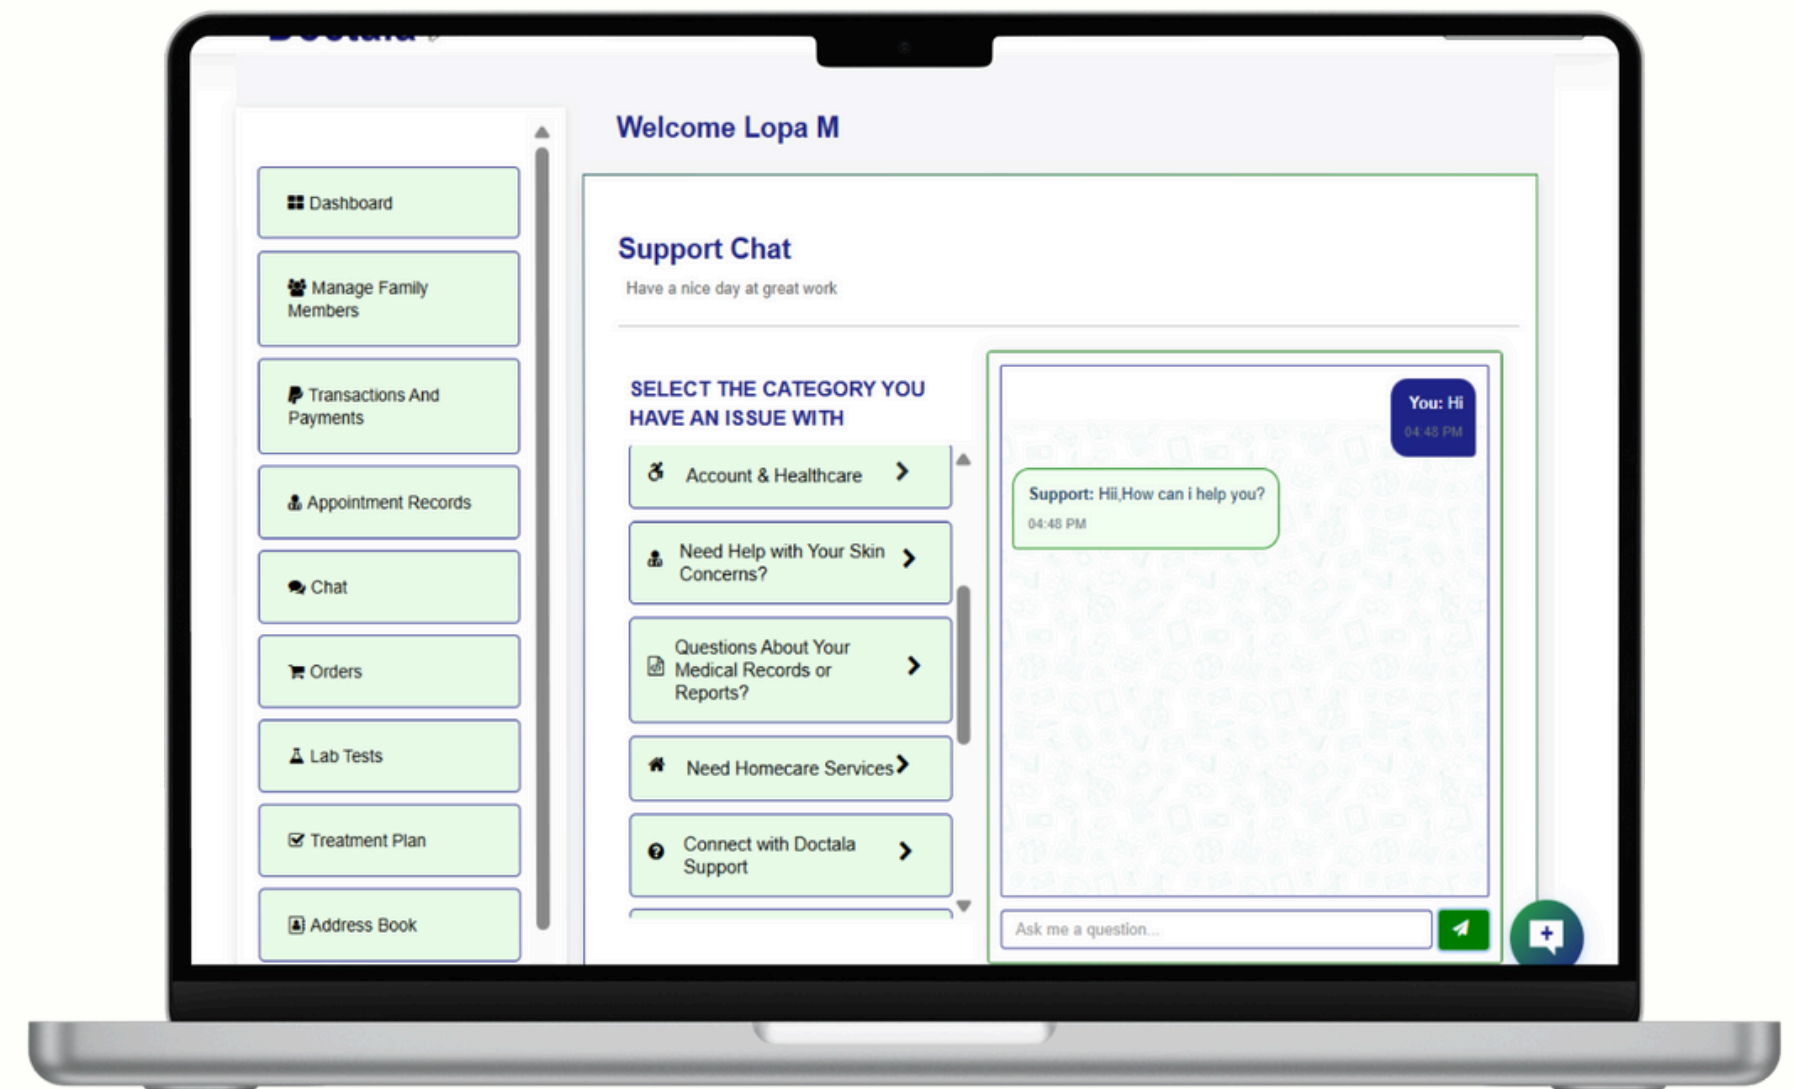 Doctala
Welcome Lopa M
Dashboard
Manage Family
Members
Transactions And
Payments
Appointment Records
Chat
Orders
Lab Tests
Treatment Plan
Address Book
Support Chat
Have a nice day at great work
SELECT THE CATEGORY YOU
HAVE AN ISSUE WITH
Account & Healthcare
Need Help with Your Skin
Concerns?
Questions About Your
Medical Records or
Reports?
Need Homecare Services
Connect with Doctala
Support
You: Hi
04:48 PM
Support: Hii,How can i help you?
04:48 PM
Ask me a question...